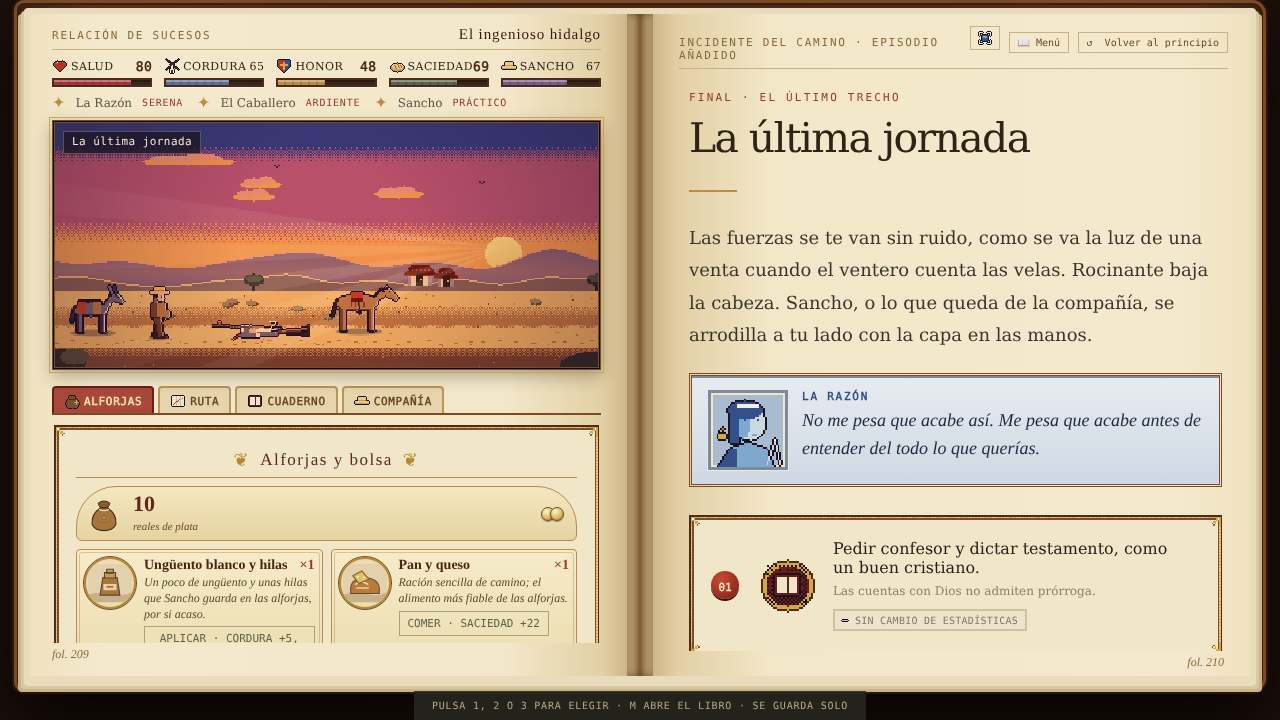 RELACIÓN DE SUCESOS
El ingenioso hidalgo
SALUD 80
CORDURA 65
HONOR 48
SACIEDAD 69
SANCHO 67
La Razón SERENA
El Caballero ARDIENTE
Sancho PRÁCTICO
La última jornada
ALFORJAS
RUTA
CUADERNO
COMPAÑÍA
Alforjas y bolsa
10
reales de plata
Ungüento blanco y hilas ×1
Un poco de ungüento y unas hilas
que Sancho guarda en las alforjas,
por si acaso.
APLICAR · CORDURA +5,
Pan y queso ×1
Ración sencilla de camino; el
alimento más fiable de las alforjas.
COMER · SACIEDAD +22
fol. 209
INCIDENTE DEL CAMINO · EPISODIO
AÑADIDO
Menú
↺ Volver al principio
FINAL · EL ÚLTIMO TRECHO
La última jornada
Las fuerzas se te van sin ruido, como se va la luz de una
venta cuando el ventero cuenta las velas. Rocinante baja
la cabeza. Sancho, o lo que queda de la compañía, se
arrodilla a tu lado con la capa en las manos.
LA RAZÓN
No me pesa que acabe así. Me pesa que acabe antes de
entender del todo lo que querías.
01
Pedir confesor y dictar testamento, como
un buen cristiano.
Las cuentas con Dios no admiten prórroga.
SIN CAMBIO DE ESTADÍSTICAS
fol. 210
PULSA 1, 2 O 3 PARA ELEGIR · M ABRE EL LIBRO · SE GUARDA SOLO